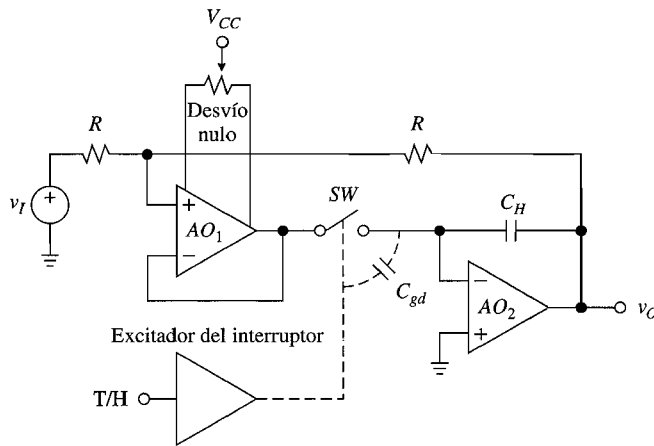 V_CC
Desvío
nulo
R
R
v_I
+
+
AO_1
−
SW
C_H
C_gd
−
AO_2
+
v_O
Excitador del interruptor
T/H